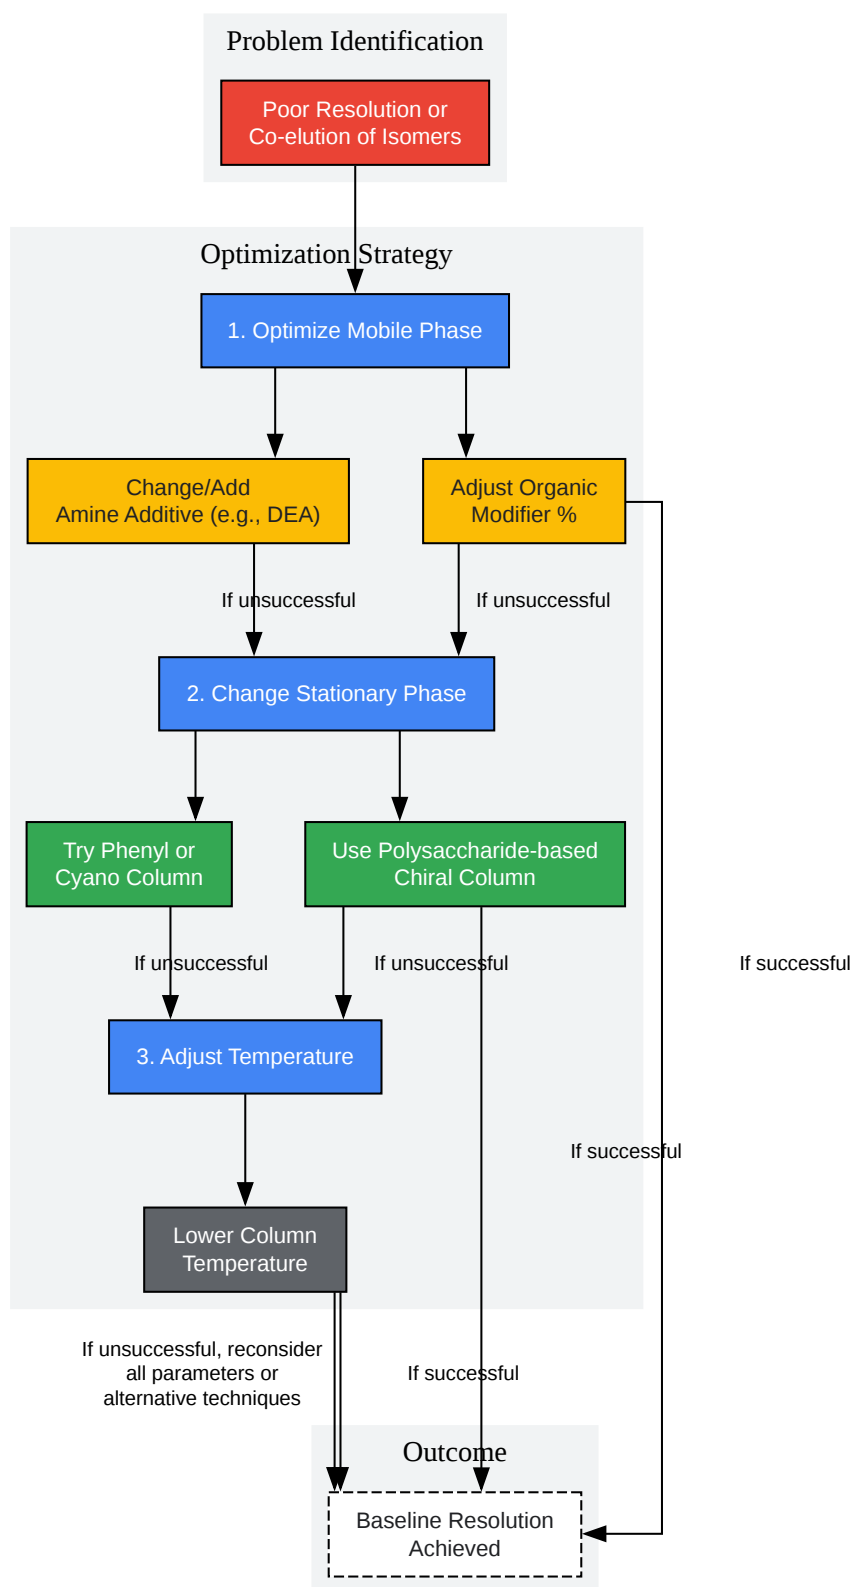 Problem Identification
Poor Resolution or
Co-elution of Isomers
Optimization Strategy
1. Optimize Mobile Phase
Change/Add
Amine Additive (e.g., DEA)
Adjust Organic
Modifier %
If unsuccessful
If unsuccessful
2. Change Stationary Phase
Try Phenyl or
Cyano Column
Use Polysaccharide-based
Chiral Column
If unsuccessful
If unsuccessful
If successful
3. Adjust Temperature
If successful
Lower Column
Temperature
If unsuccessful, reconsider
all parameters or
alternative techniques
If successful
Outcome
Baseline Resolution
Achieved